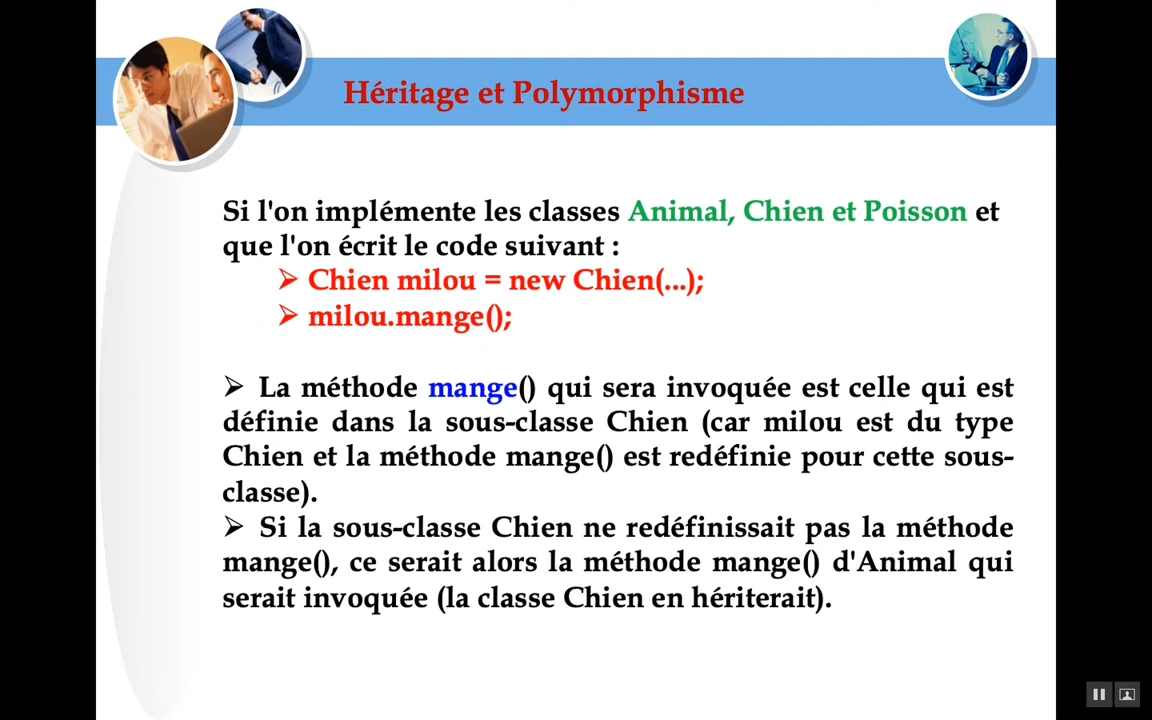 Héritage et Polymorphisme
Si l'on implémente les classes Animal, Chien et Poisson et
que l'on écrit le code suivant :
➢ Chien milou = new Chien(...);
➢ milou.mange();
➢ La méthode mange() qui sera invoquée est celle qui est
définie dans la sous-classe Chien (car milou est du type
Chien et la méthode mange() est redéfinie pour cette sous-
classe).
➢ Si la sous-classe Chien ne redéfinissait pas la méthode
mange(), ce serait alors la méthode mange() d'Animal qui
serait invoquée (la classe Chien en hériterait).